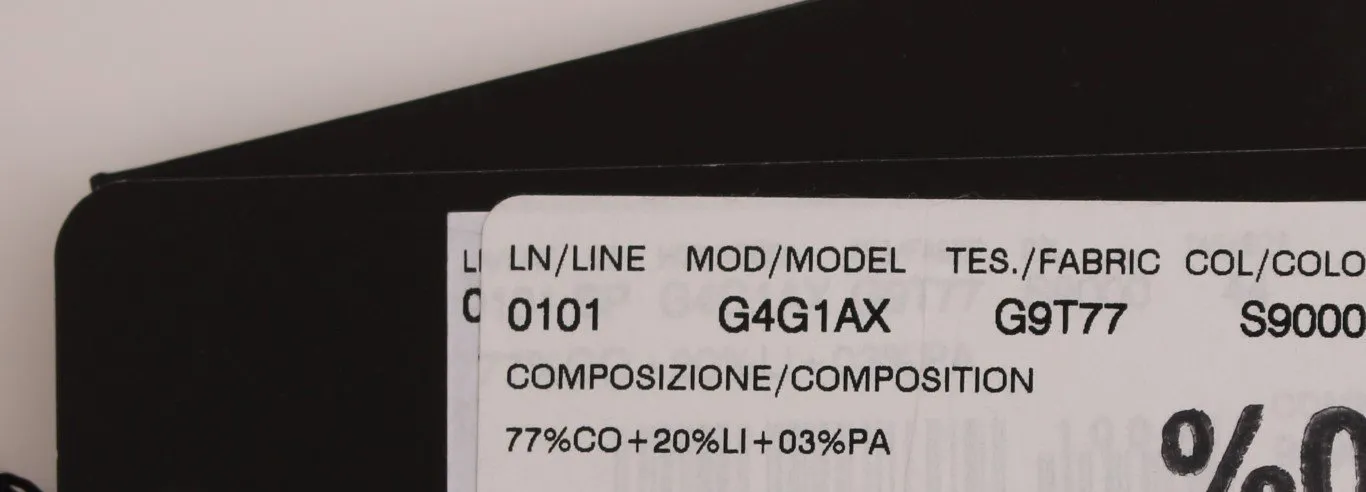 LN/LINE MOD/MODEL TES./FABRIC COL/COLO
0101 G4G1AX G9T77 S9000
COMPOSIZIONE/COMPOSITION
77%CO+20%LI+03%PA